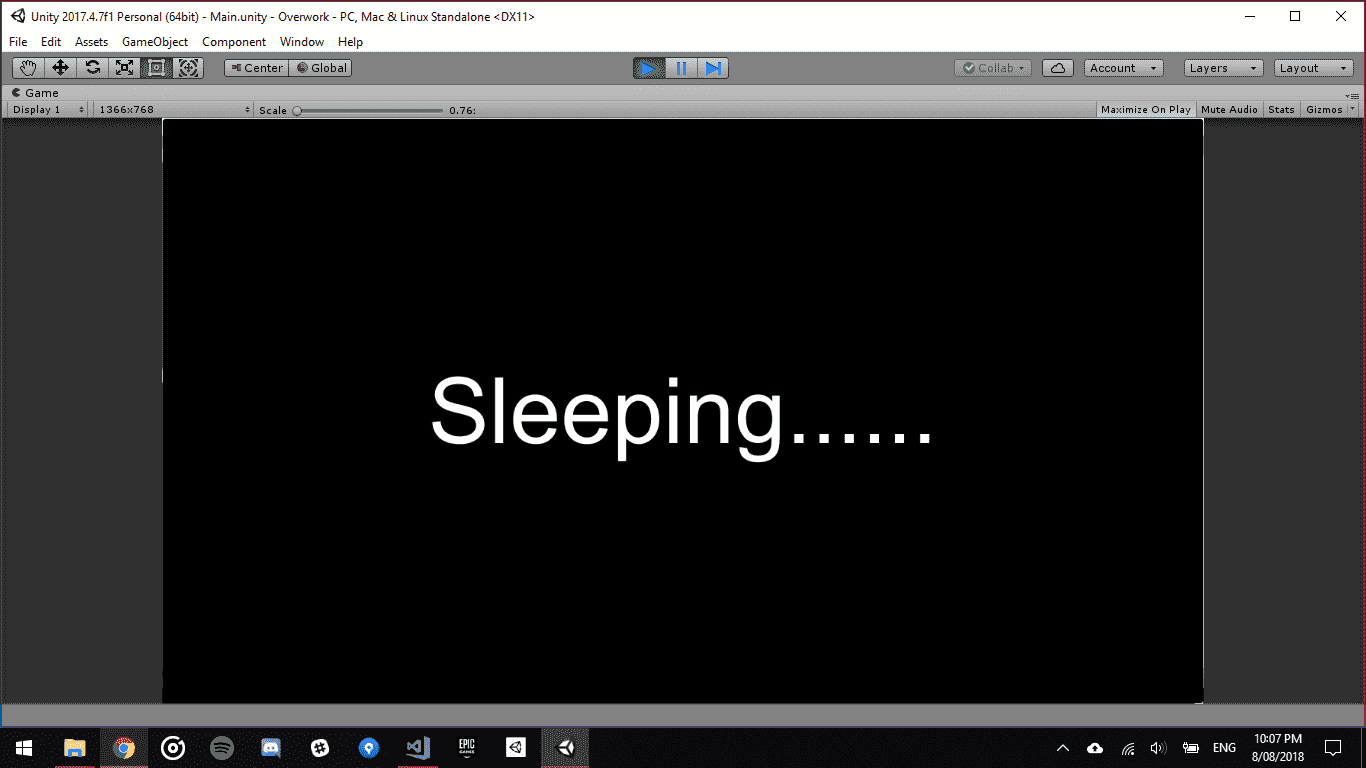 Unity 2017.4.7f1 Personal (64bit) - Main.unity - Overwork - PC, Mac & Linux Standalone <DX11>
File Edit Assets GameObject Component Window Help
Center Global Collab Account Layers Layout
Game
Display 1 1366x768 Scale 0.76: Maximize On Play Mute Audio Stats Gizmos
Sleeping......
EPIC GAMES
ENG
10:07 PM
8/08/2018